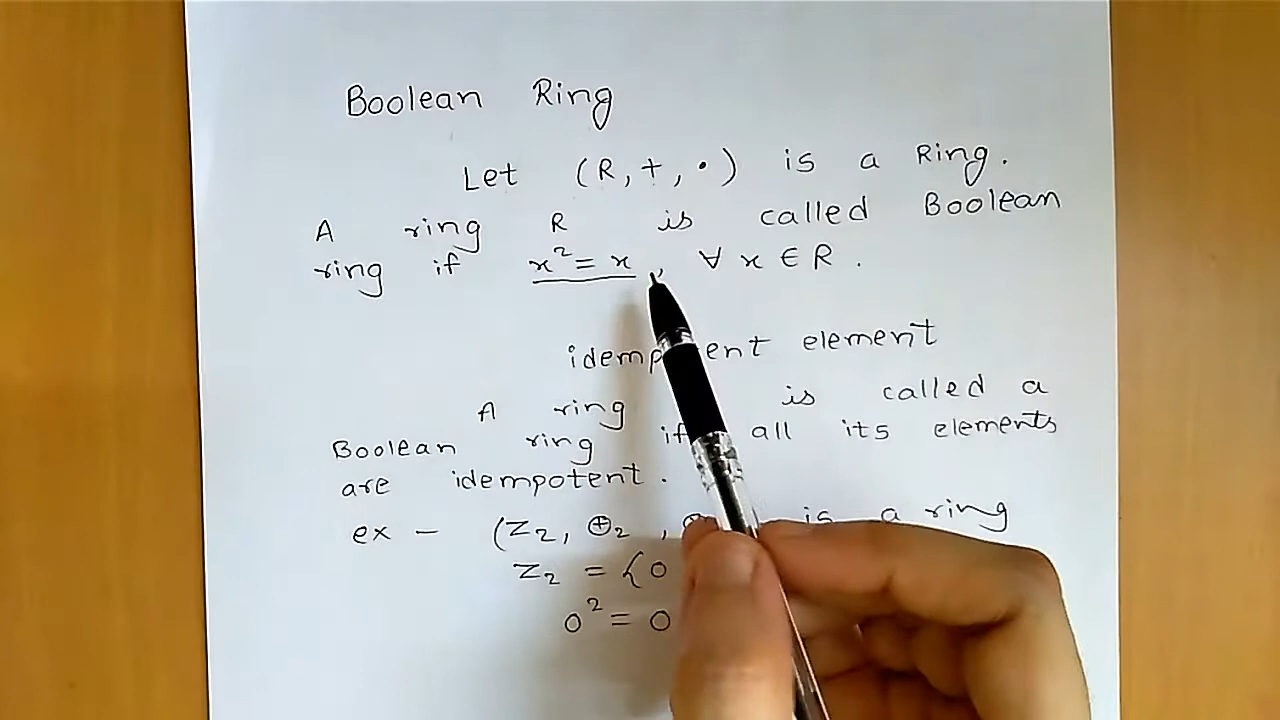 Boolean Ring
Let (R, +, •) is a Ring.
A ring R is called Boolean
ring if x² = x, ∀ x ∈ R.
element
A ring is called a
Boolean ring if all its elements
are idempotent.
ex - (Z₂, ⊕₂, is a ring
Z₂ = {0
0² = 0